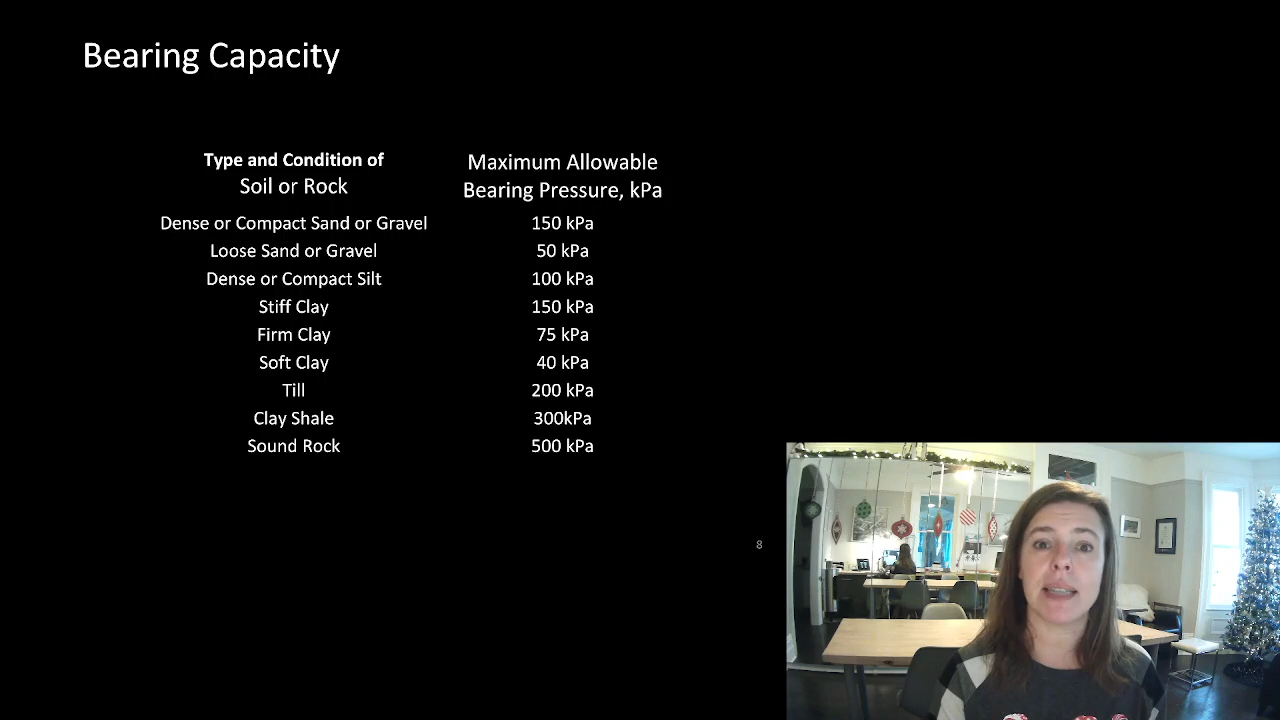 Bearing Capacity
Type and Condition of
Soil or Rock
Maximum Allowable
Bearing Pressure, kPa
Dense or Compact Sand or Gravel 150 kPa
Loose Sand or Gravel 50 kPa
Dense or Compact Silt 100 kPa
Stiff Clay 150 kPa
Firm Clay 75 kPa
Soft Clay 40 kPa
Till 200 kPa
Clay Shale 300kPa
Sound Rock 500 kPa
8